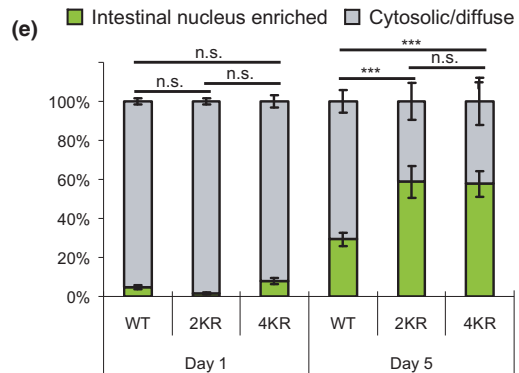 (e)
Intestinal nucleus enriched Cytosolic/diffuse
n.s. ***
n.s. n.s. *** n.s.
100%
80%
60%
40%
20%
0%
WT 2KR 4KR WT 2KR 4KR
Day 1 Day 5